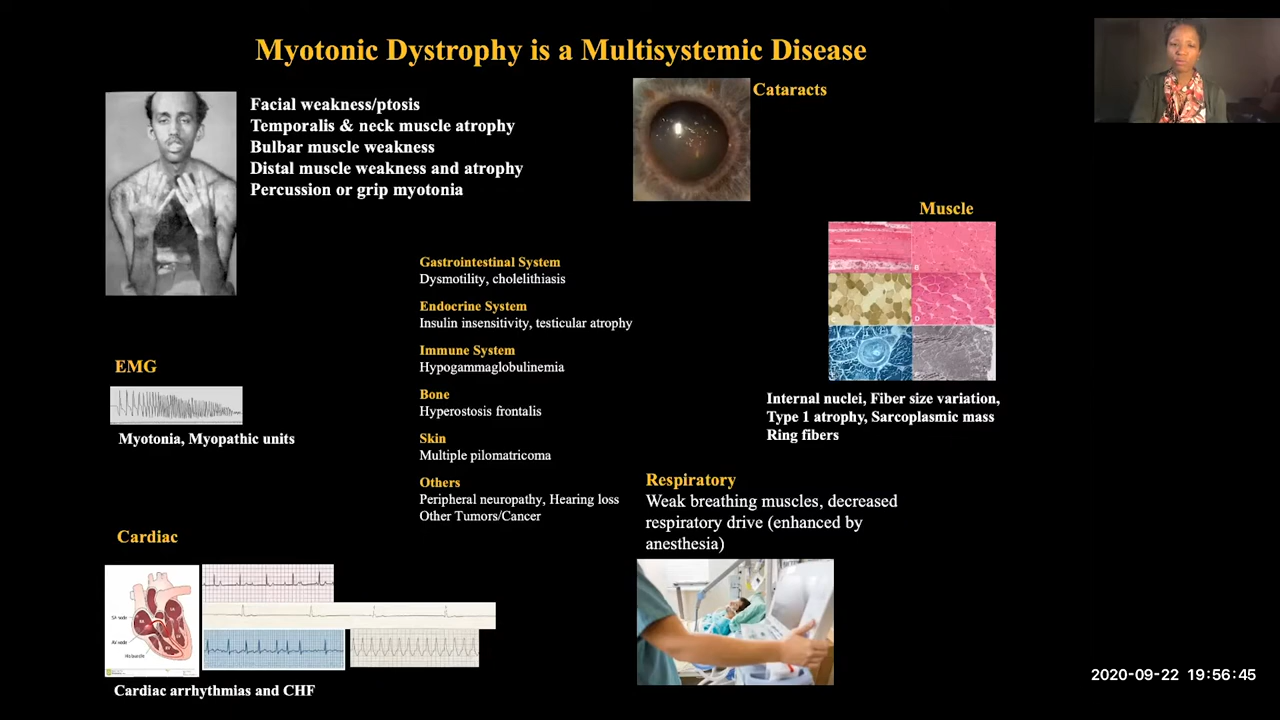 Myotonic Dystrophy is a Multisystemic Disease
Facial weakness/ptosis
Temporalis & neck muscle atrophy
Bulbar muscle weakness
Distal muscle weakness and atrophy
Percussion or grip myotonia
Cataracts
Muscle
Internal nuclei, Fiber size variation,
Type 1 atrophy, Sarcoplasmic mass
Ring fibers
Gastrointestinal System
Dysmotility, cholelithiasis
Endocrine System
Insulin insensitivity, testicular atrophy
Immune System
Hypogammaglobulinemia
Bone
Hyperostosis frontalis
Skin
Multiple pilomatricoma
Others
Peripheral neuropathy, Hearing loss
Other Tumors/Cancer
EMG
Myotonia, Myopathic units
Respiratory
Weak breathing muscles, decreased
respiratory drive (enhanced by
anesthesia)
Cardiac
SA node
AV node
Cardiac arrhythmias and CHF
2020-09-22 19:56:45